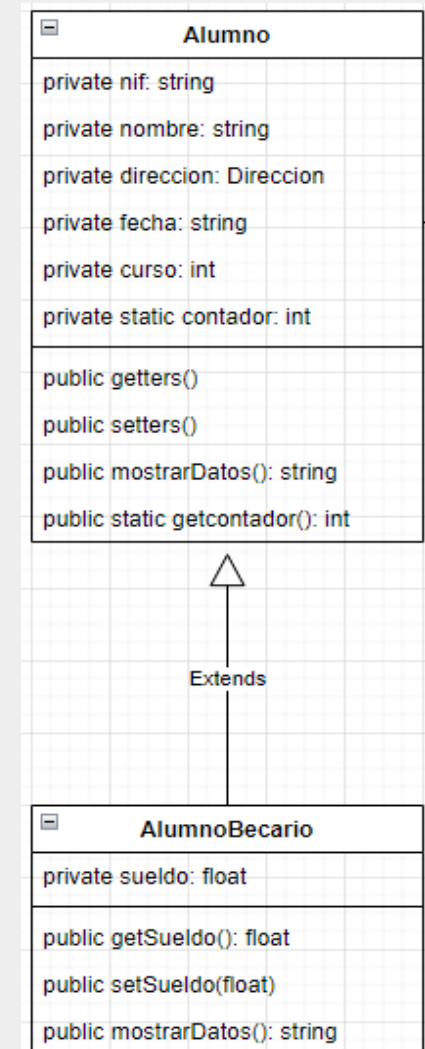 Alumno
private nif: string
private nombre: string
private direccion: Direccion
private fecha: string
private curso: int
private static contador: int
public getters()
public setters()
public mostrarDatos(): string
public static getcontador(): int
Extends
AlumnoBecario
private sueldo: float
public getSueldo(): float
public setSueldo(float)
public mostrarDatos(): string